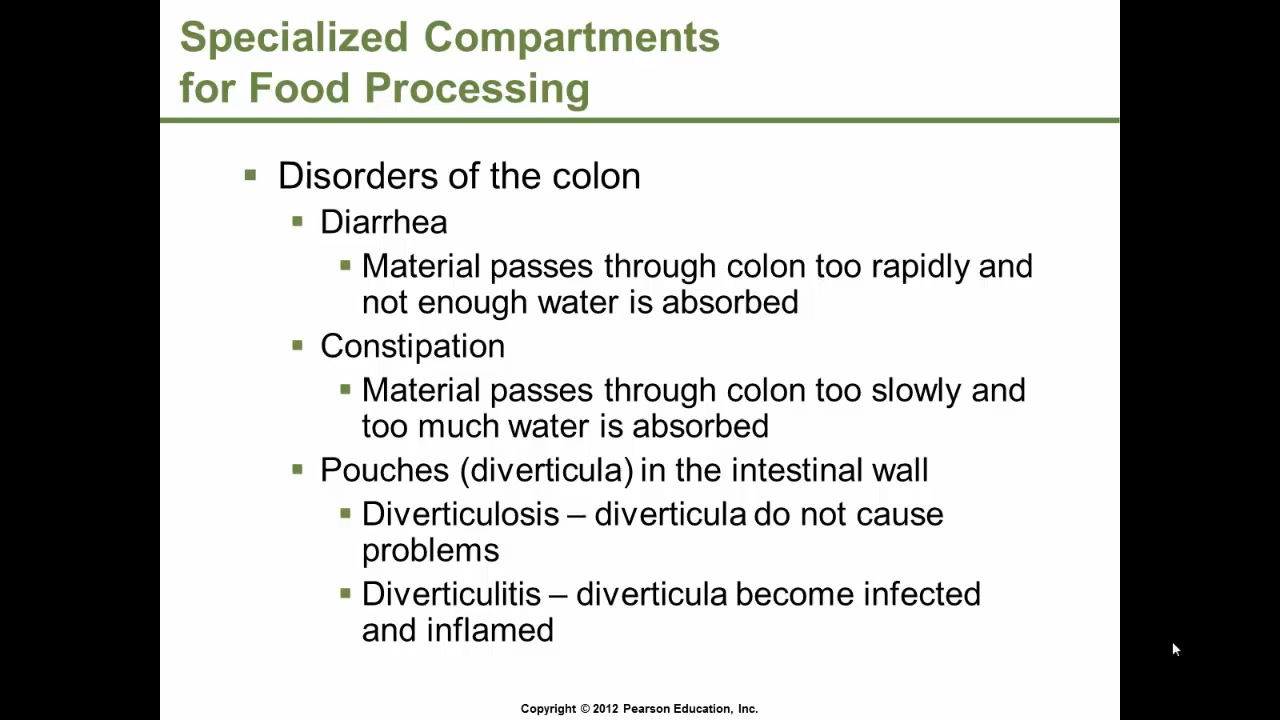 Specialized Compartments
for Food Processing
Disorders of the colon
Diarrhea
Material passes through colon too rapidly and
not enough water is absorbed
Constipation
Material passes through colon too slowly and
too much water is absorbed
Pouches (diverticula) in the intestinal wall
Diverticulosis – diverticula do not cause
problems
Diverticulitis – diverticula become infected
and inflamed
Copyright © 2012 Pearson Education, Inc.